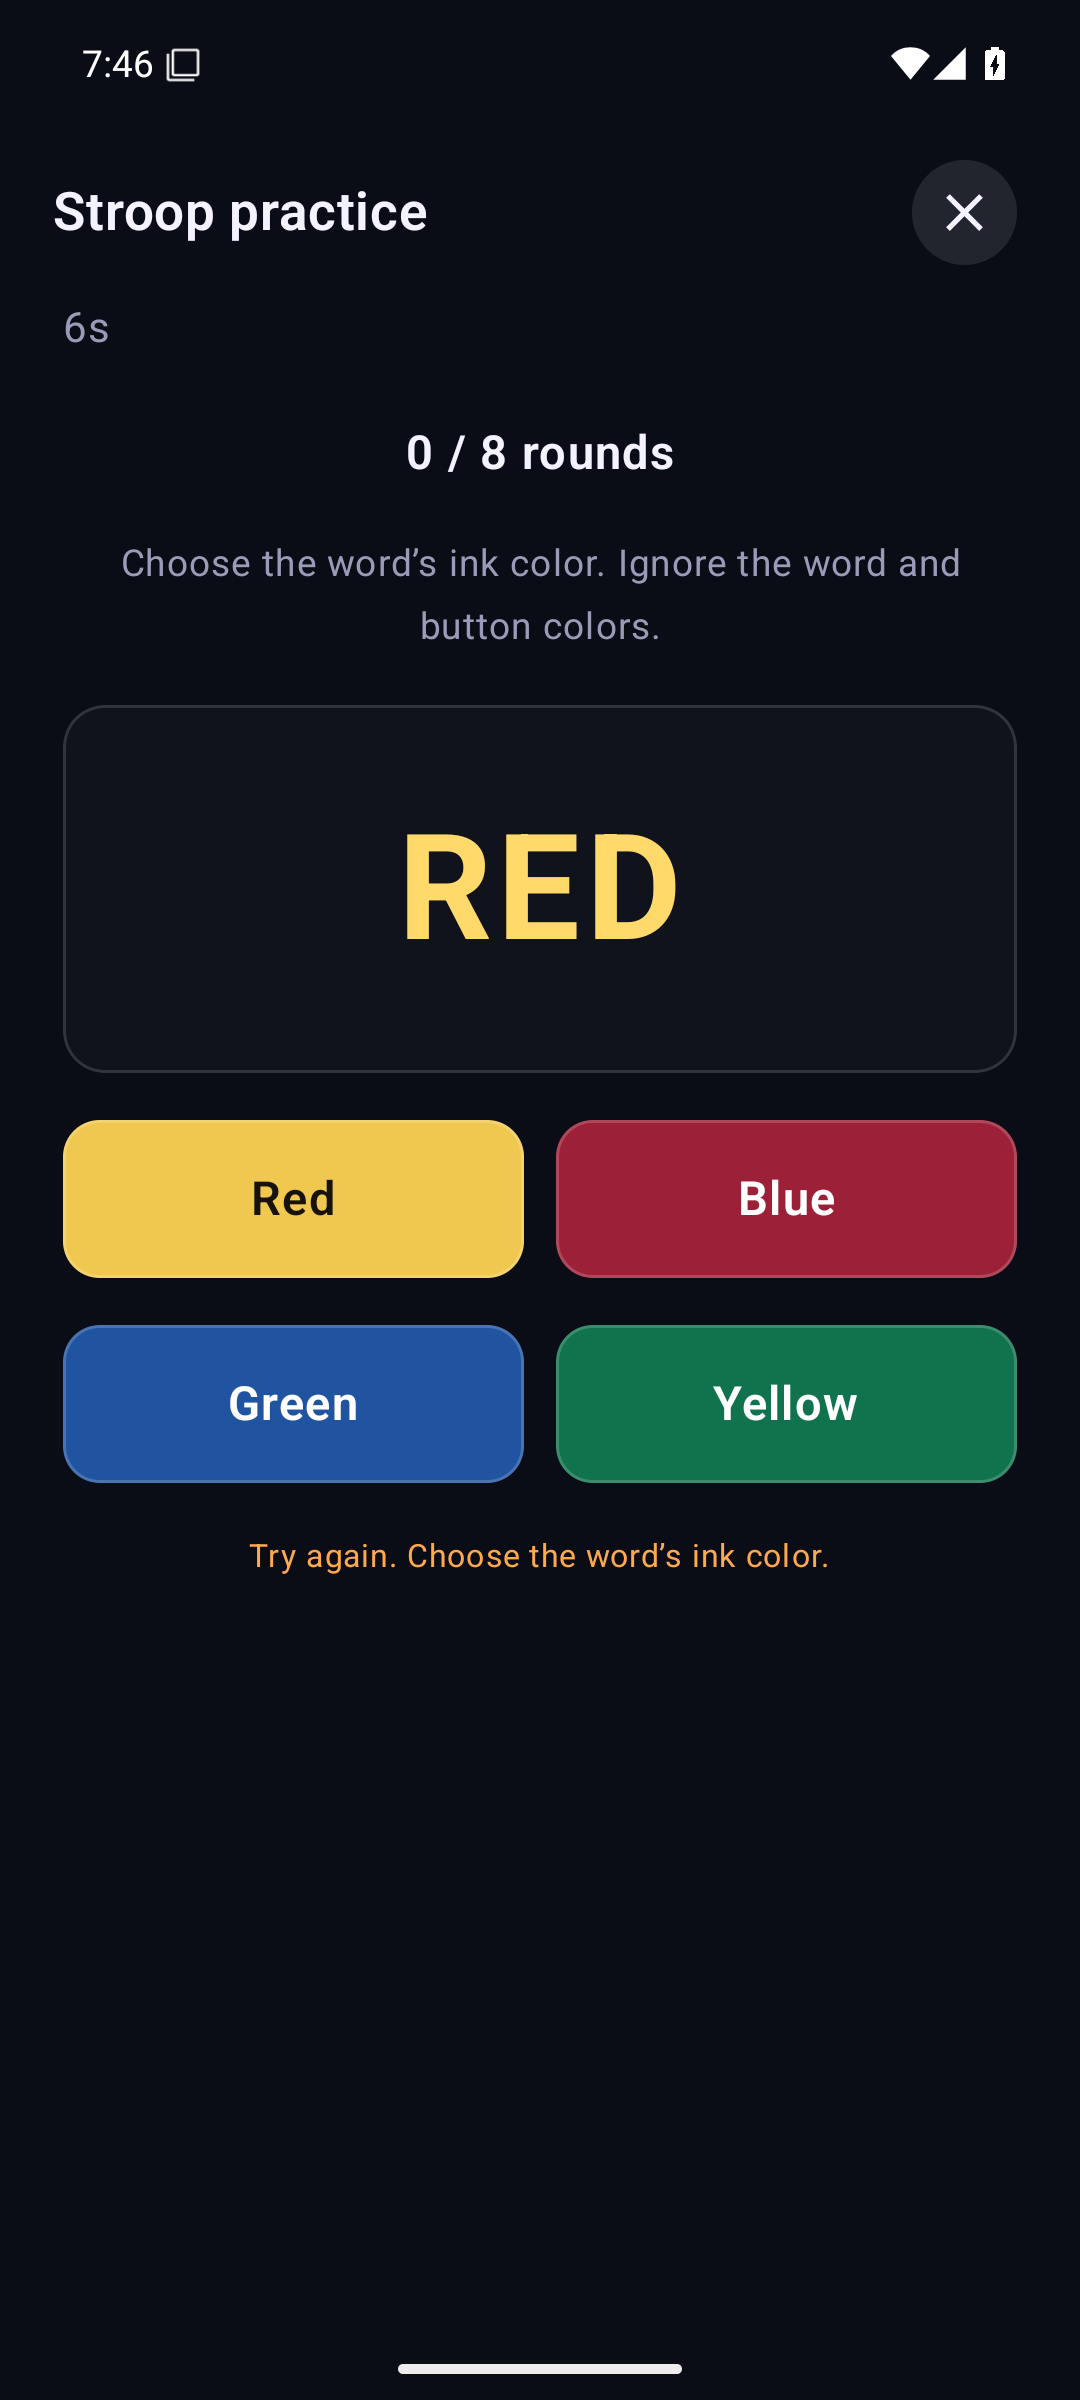 7:46
Stroop practice
6s
0 / 8 rounds
Choose the word’s ink color. Ignore the word and
button colors.
RED
Red
Blue
Green
Yellow
Try again. Choose the word’s ink color.